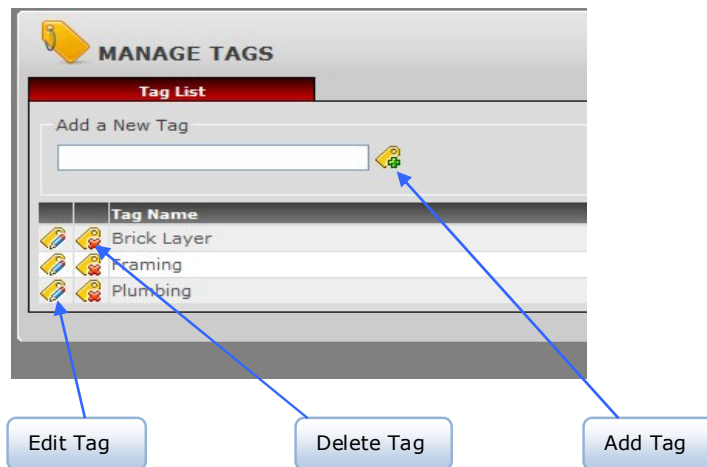 MANAGE TAGS
Tag List
Add a New Tag
Tag Name
Brick Layer
Framing
Plumbing
Edit Tag
Delete Tag
Add Tag